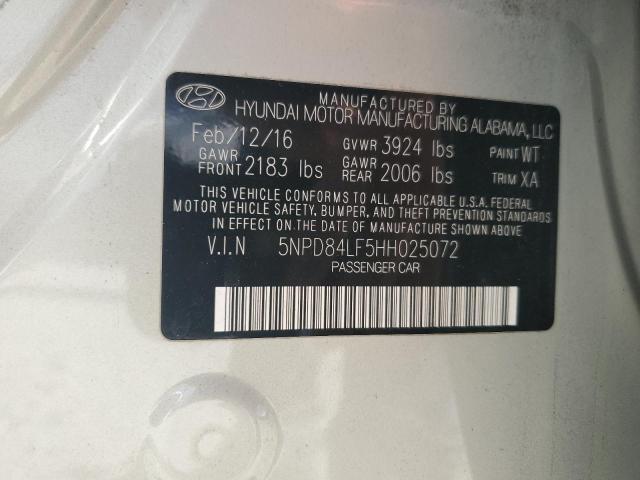 MANUFACTURED BY
HYUNDAI MOTOR MANUFACTURING ALABAMA, LLC
Feb/12/16 GVWR 3924 lbs PAINT WT
GAWR FRONT 2183 lbs GAWR REAR 2006 lbs TRIM XA
THIS VEHICLE CONFORMS TO ALL APPLICABLE U.S.A. FEDERAL
MOTOR VEHICLE SAFETY, BUMPER, AND THEFT PREVENTION STANDARDS
IN EFFECT ON THE DATE OF MANUFACTURE SHOWN ABOVE.
V.I.N 5NPD84LF5HH025072
PASSENGER CAR